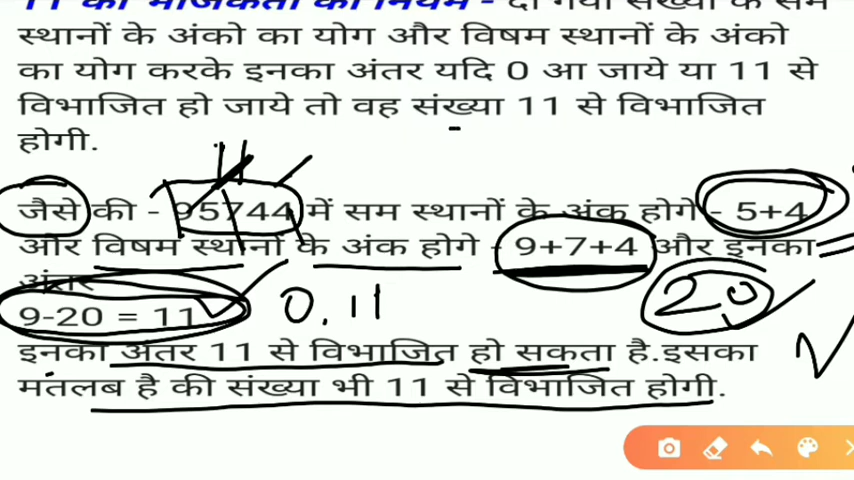 11 की भाजिकता का नियम - दी गयी संख्या के सम
स्थानों के अंको का योग और विषम स्थानों के अंको
का योग करके इनका अंतर यदि 0 आ जाये या 11 से
विभाजित हो जाये तो वह संख्या 11 से विभाजित
होगी.
जैसे की - 95744 में सम स्थानों के अंक होगे - 5+4
और विषम स्थानों के अंक होगे - 9+7+4 और इनका
अंतर
9-20 = 11 0, 11 20
इनका अंतर 11 से विभाजित हो सकता है.इसका
मतलब है की संख्या भी 11 से विभाजित होगी.